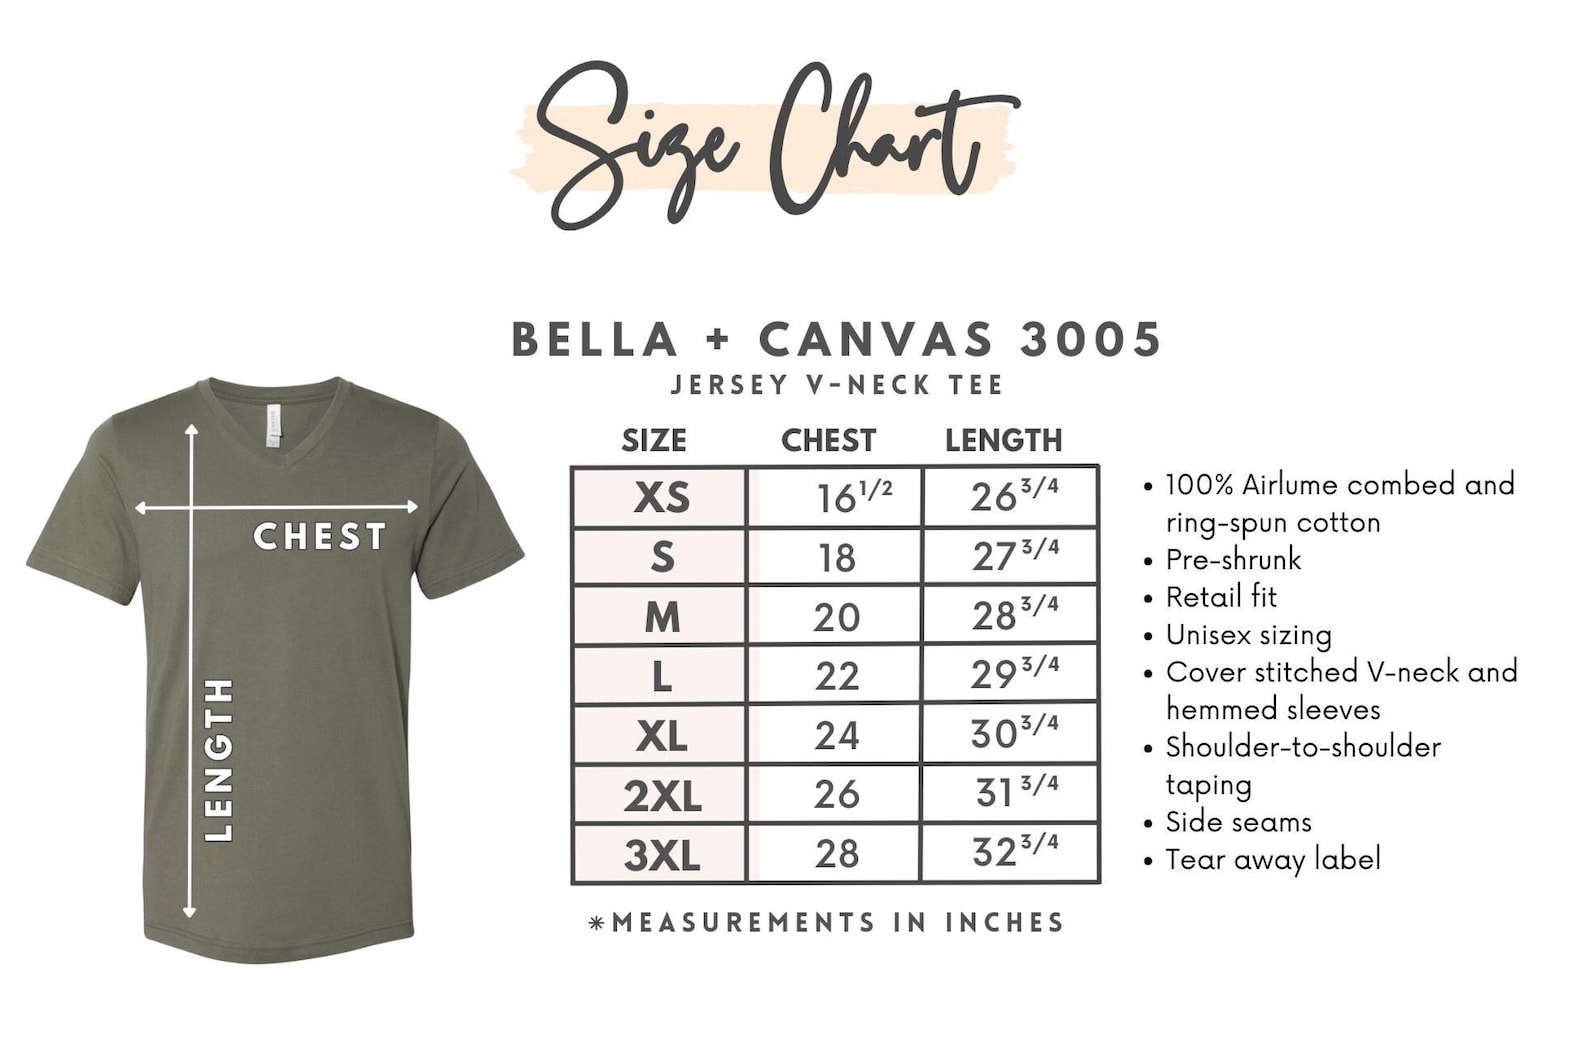 Size Chart
BELLA + CANVAS 3005
JERSEY V-NECK TEE
SIZE CHEST LENGTH
XS 16 1/2 26 3/4
S 18 27 3/4
M 20 28 3/4
L 22 29 3/4
XL 24 30 3/4
2XL 26 31 3/4
3XL 28 32 3/4
*MEASUREMENTS IN INCHES
CHEST
LENGTH
• 100% Airlume combed and
ring-spun cotton
• Pre-shrunk
• Retail fit
• Unisex sizing
• Cover stitched V-neck and
hemmed sleeves
• Shoulder-to-shoulder
taping
• Side seams
• Tear away label